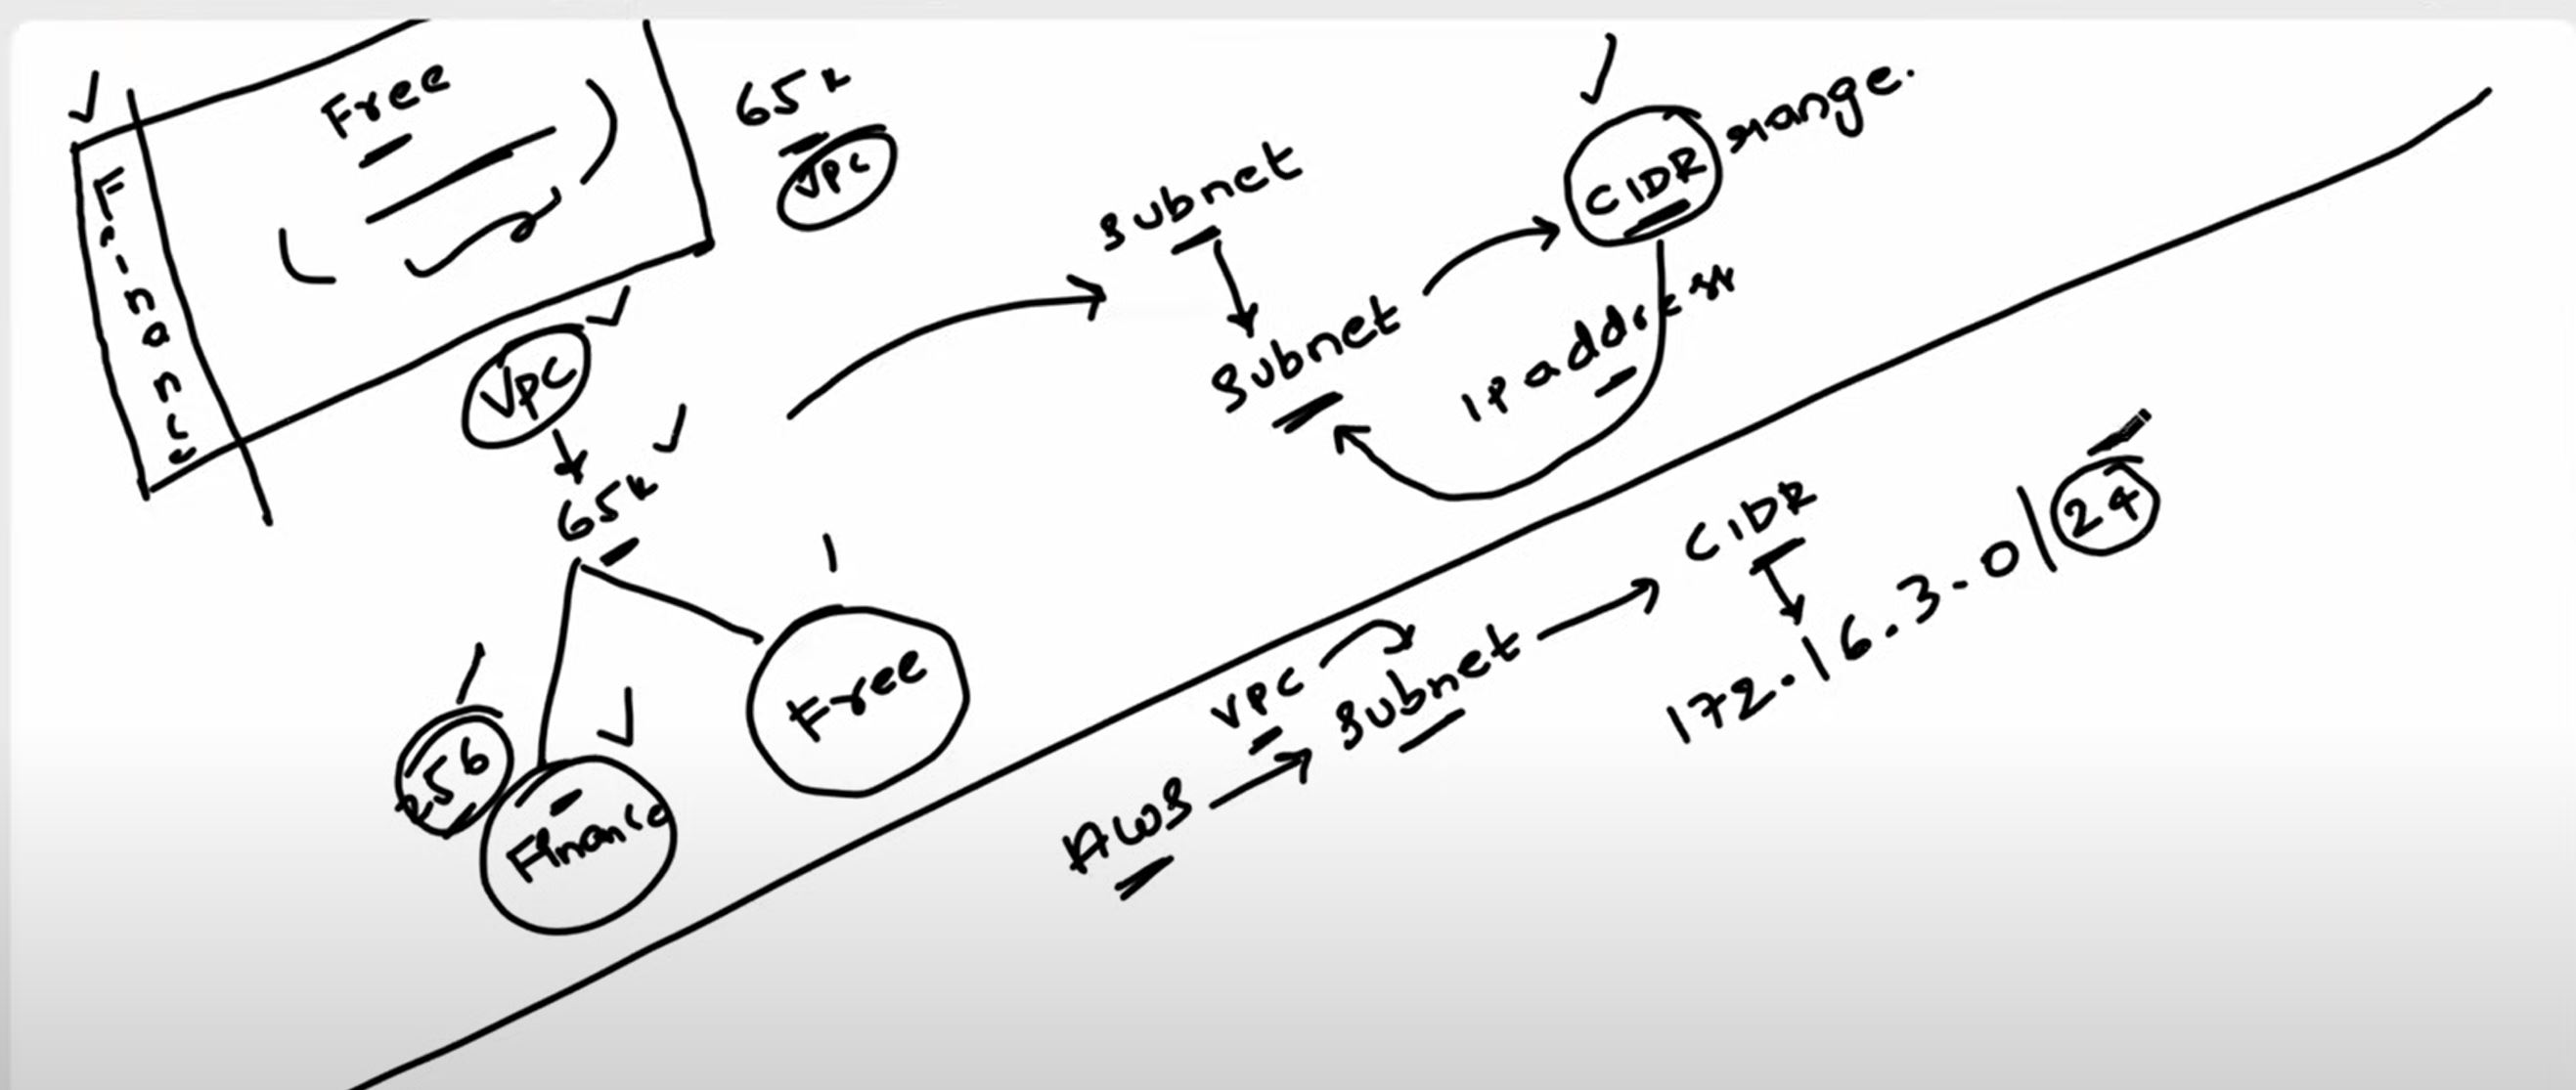 Free
Finance
65k
VPC
VPC
65k
256
Finance
Free
Subnet
Subnet
CIDR range.
IP address
AWS
VPC
Subnet
CIDR
172.16.3.0/24